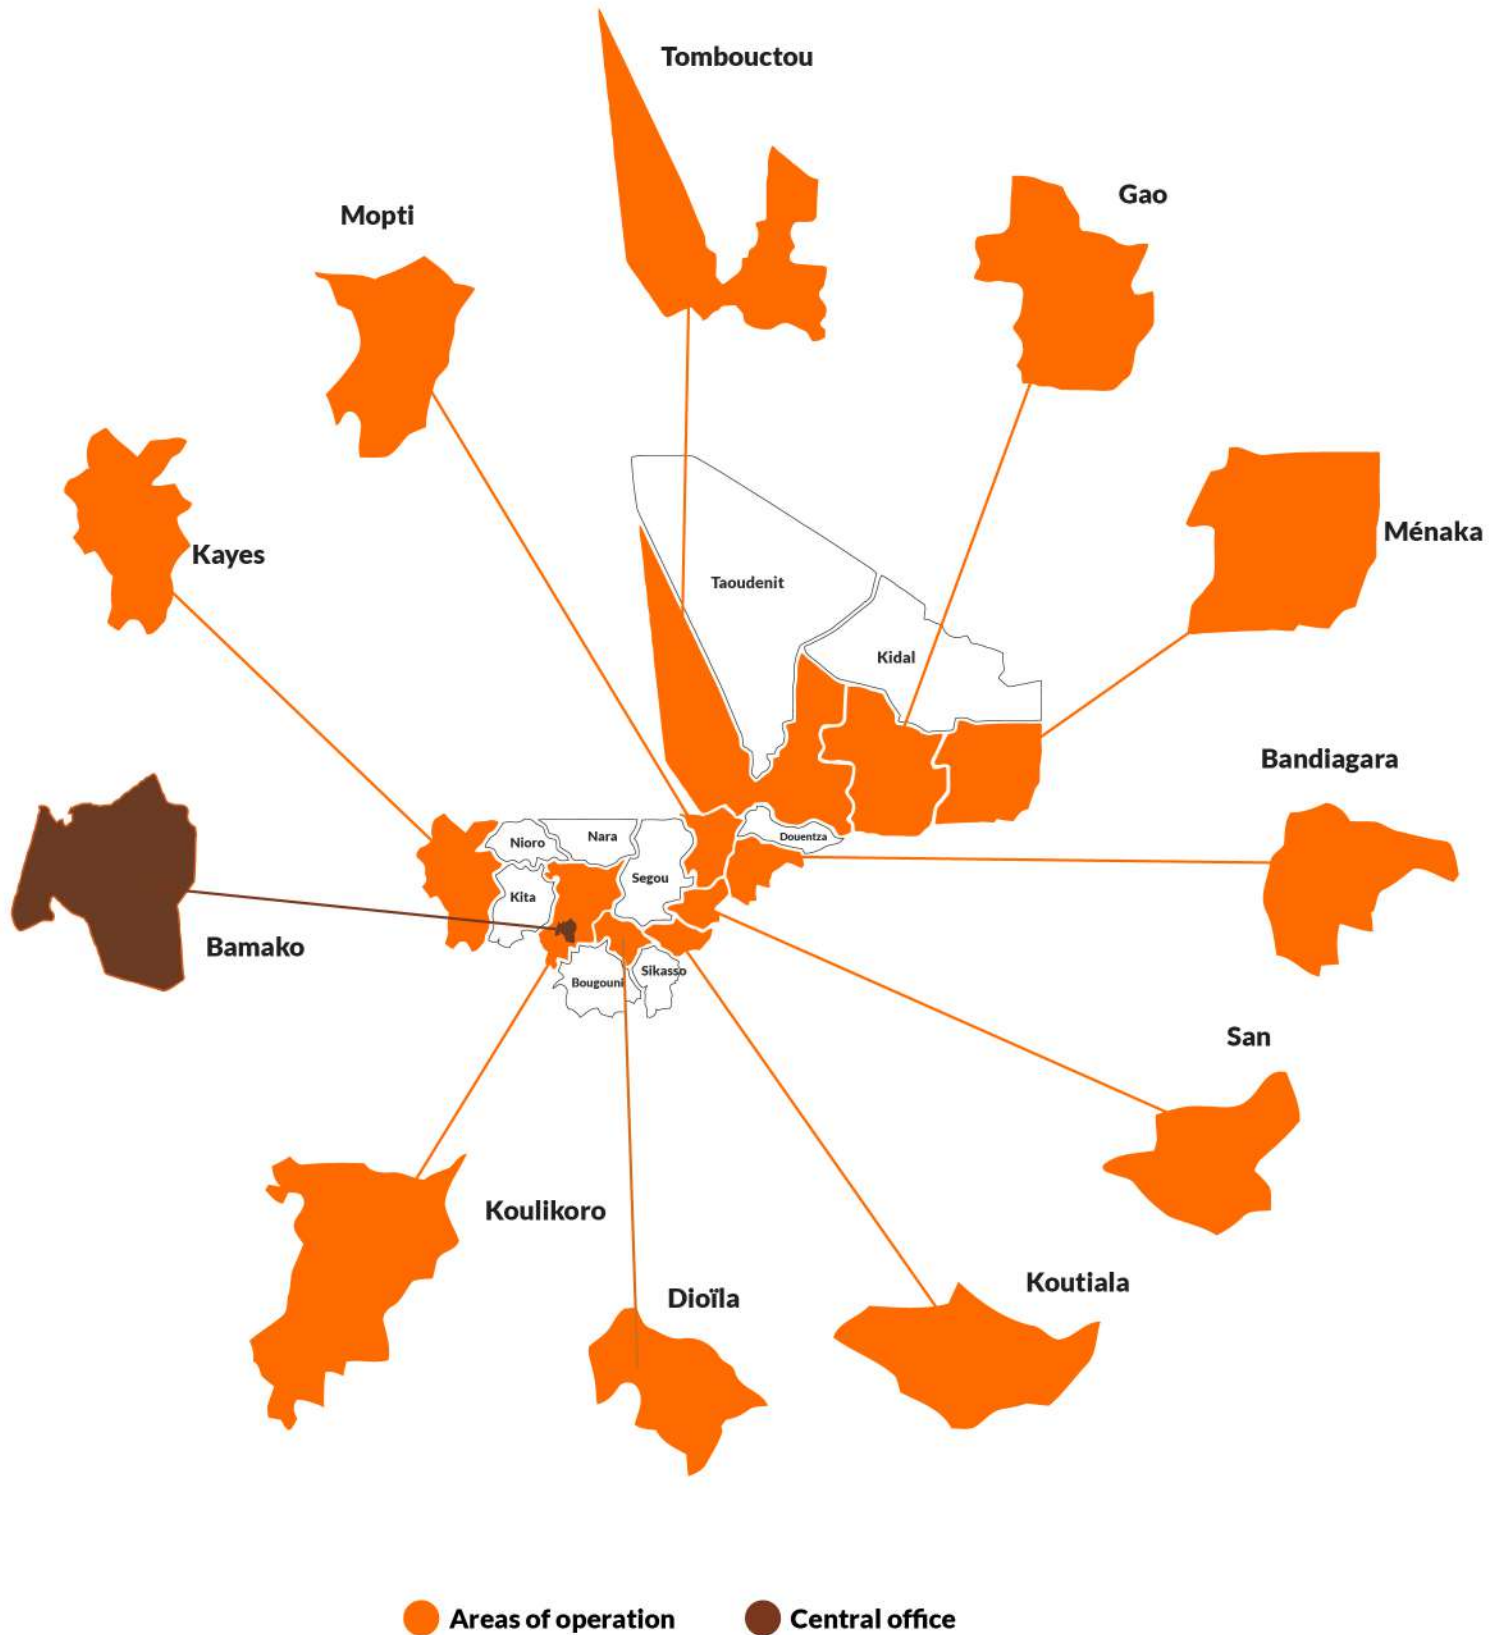 Tombouctou
Gao
Mopti
Ménaka
Kayes
Taoudenit
Kidal
Bandiagara
Nioro
Nara
Douentza
Segou
Kita
Bamako
Sikasso
Bougouni
San
Koulikoro
Koutiala
Dioïla
Areas of operation
Central office